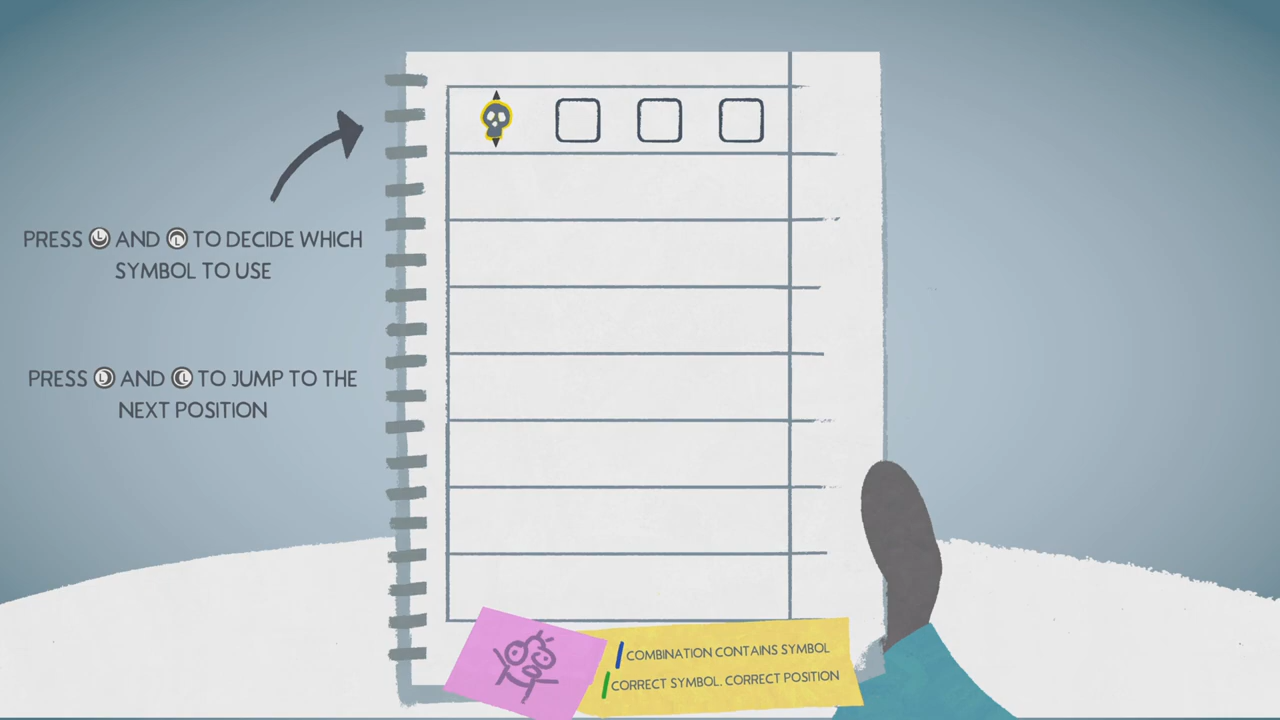 PRESS L AND L TO DECIDE WHICH
SYMBOL TO USE
PRESS L AND L TO JUMP TO THE
NEXT POSITION
COMBINATION CONTAINS SYMBOL
CORRECT SYMBOL. CORRECT POSITION